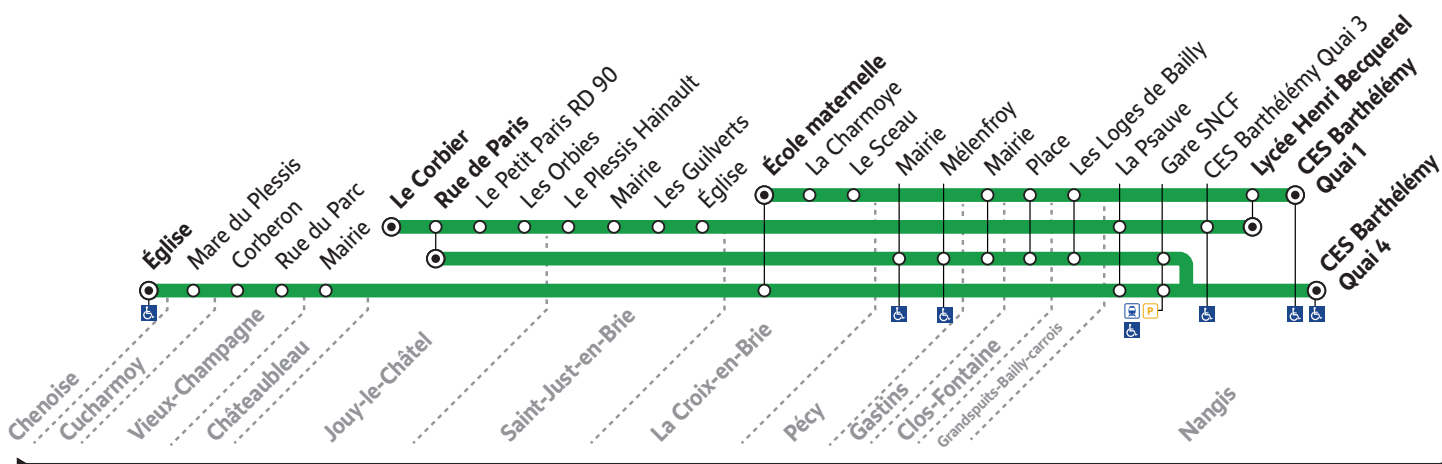 Église
Mare du Plessis
Corberon
Rue du Parc
Mairie
Le Corbier
Rue de Paris
Le Petit Paris RD 90
Les Orbies
Le Plessis Hainault
Mairie
Les Guilverts
Église
École maternelle
La Charmoye
Le Sceau
Mairie
Mélenfroy
Mairie
Place
Les Loges de Bailly
La Psauve
Gare SNCF
CES Barthélémy Quai 3
Lycée Henri Becquerel
CES Barthélémy
Quai 1
CES Barthélémy
Quai 4
P
Chenoise
Cucharmoy
Vieux-Champagne
Châteaubleau
Jouy-le-Châtel
Saint-Just-en-Brie
La Croix-en-Brie
Pécy
Gastins
Clos-Fontaine
Grandspuits-Bailly-carrois
Nangis